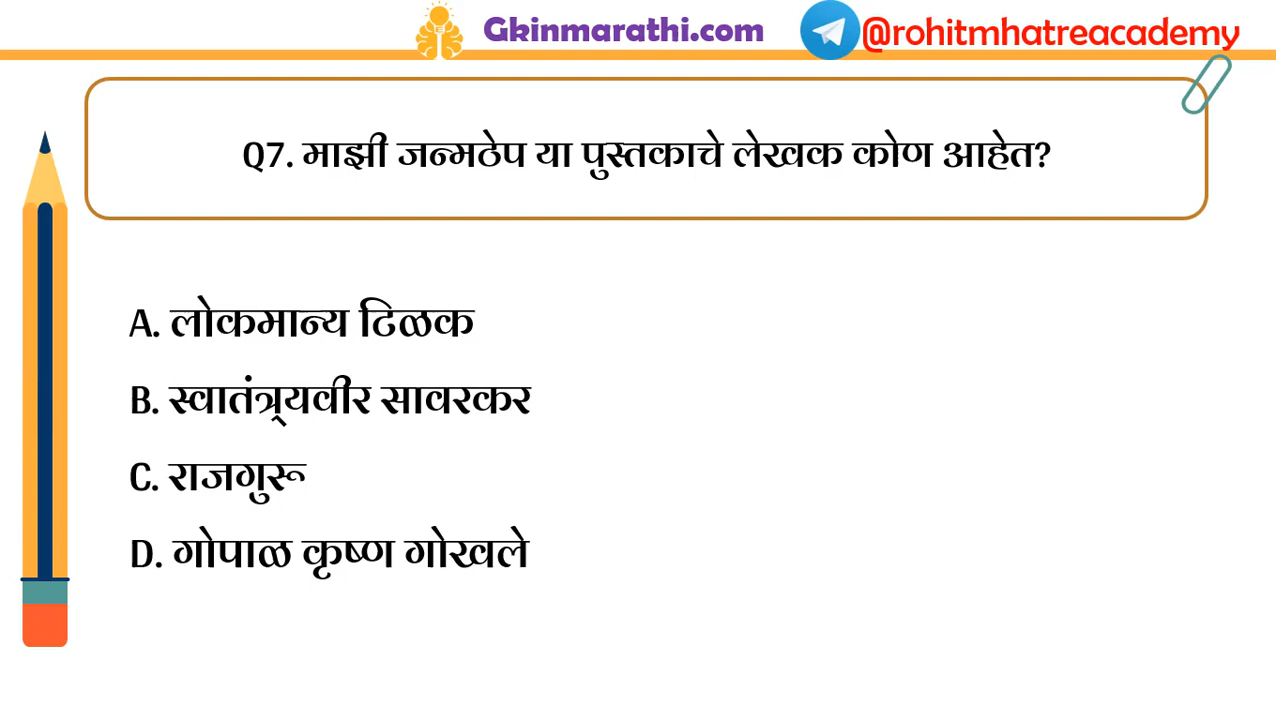 Gkinmarathi.com @rohitmhatreacademy
Q7. माझी जन्मठेप या पुस्तकाचे लेखक कोण आहेत?
A. लोकमान्य टिळक
B. स्वातंत्र्यवीर सावरकर
C. राजगुरू
D. गोपाळ कृष्ण गोखले